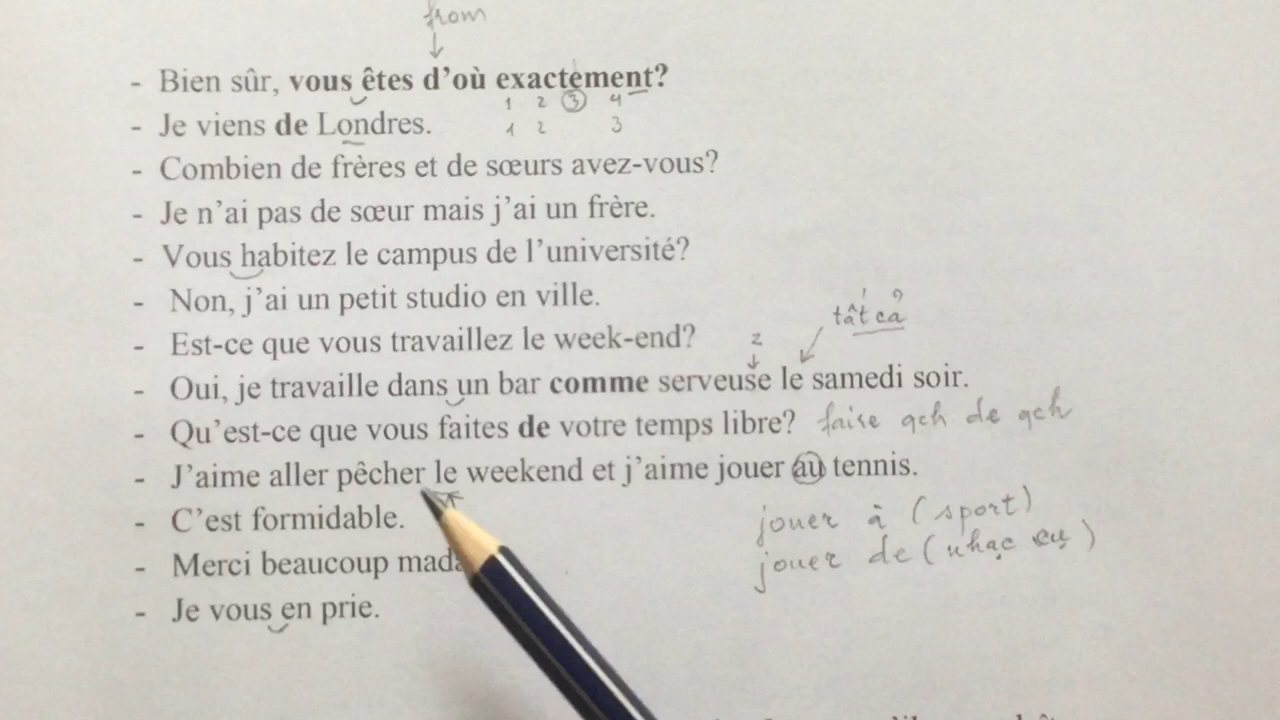 from
- Bien sûr, vous êtes d'où exactement?
1 2 3 4
- Je viens de Londres.
1 2 3
- Combien de frères et de sœurs avez-vous?
- Je n'ai pas de sœur mais j'ai un frère.
- Vous habitez le campus de l'université?
- Non, j'ai un petit studio en ville.
tất cả
- Est-ce que vous travaillez le week-end?
z
- Oui, je travaille dans un bar comme serveuse le samedi soir.
- Qu'est-ce que vous faites de votre temps libre? faise qch de qch
- J'aime aller pêcher le weekend et j'aime jouer au tennis.
- C'est formidable.
jouer à (sport)
- Merci beaucoup mada
jouer de (nhạc cụ)
- Je vous en prie.